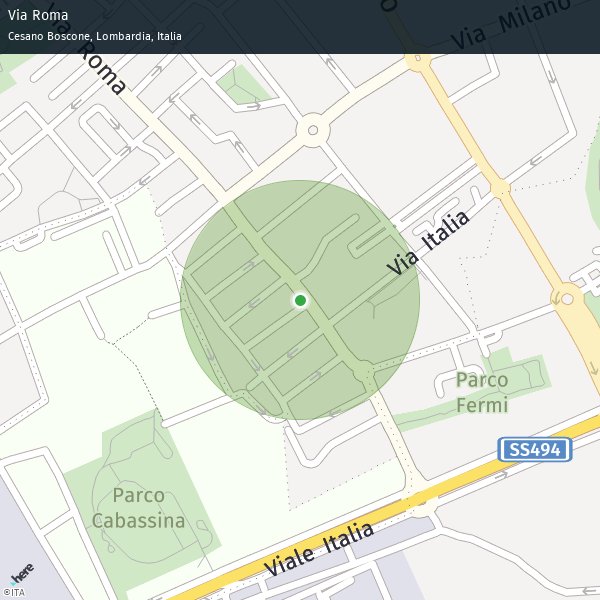 Via Roma
Cesano Boscone, Lombardia, Italia
Via Milano
Via Roma
Via Italia
Parco
Fermi
SS494
Parco
Cabassina
Viale Italia
here
©ITA